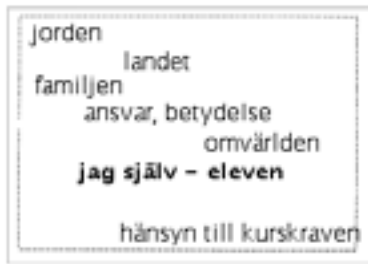 jorden
landet
familjen
ansvar, betydelse
omvärlden
jag själv – eleven
hänsyn till kurskraven